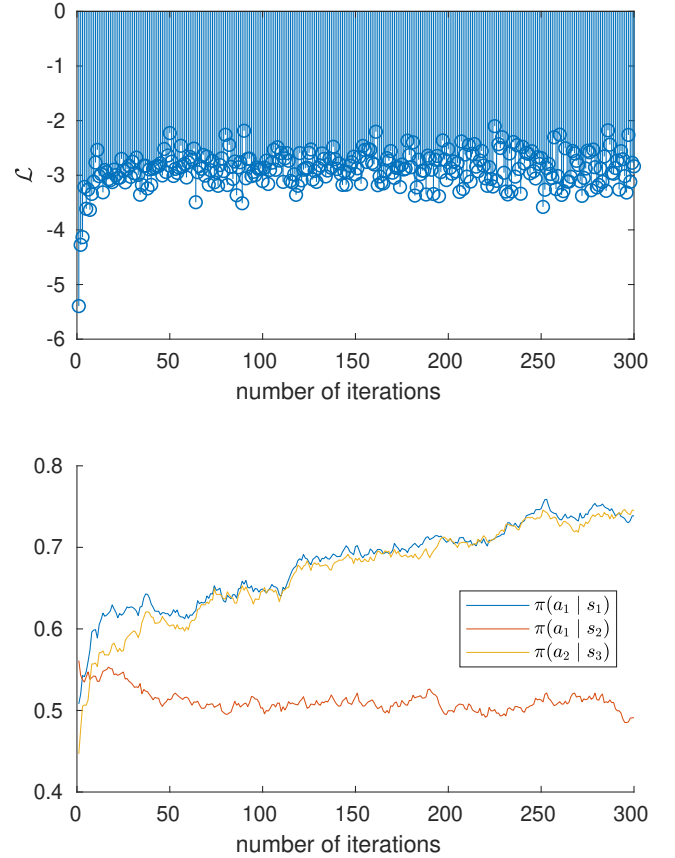 0
-1
-2
-3
-4
-5
-6
ℒ
0 50 100 150 200 250 300
number of iterations
0.8
0.7
0.6
0.5
0.4
π(a₁ | s₁)
π(a₁ | s₂)
π(a₂ | s₃)
0 50 100 150 200 250 300
number of iterations